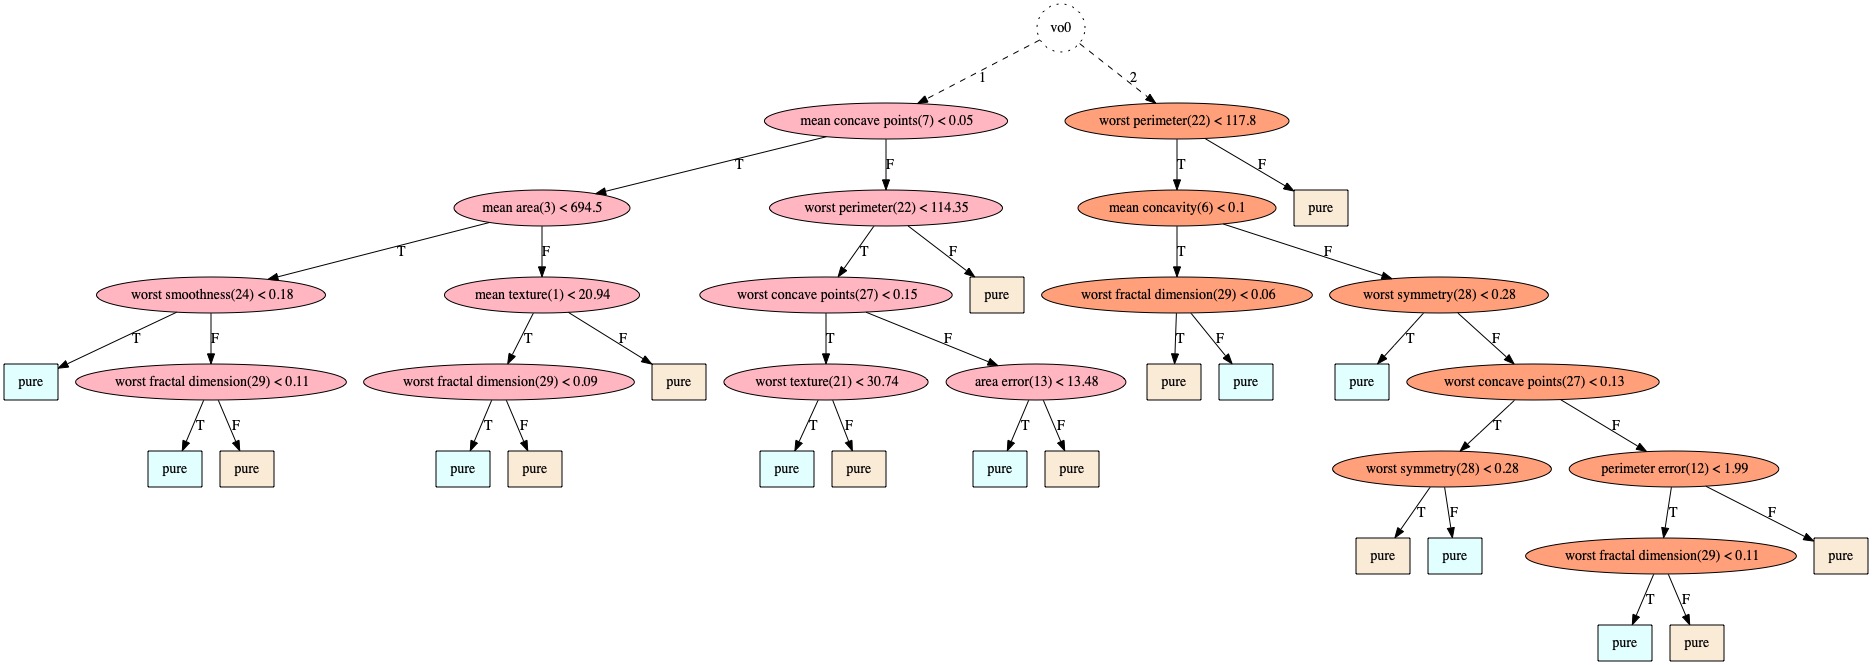 vo0
1
2
mean concave points(7) < 0.05
worst perimeter(22) < 117.8
T
F
T
F
mean area(3) < 694.5
worst perimeter(22) < 114.35
mean concavity(6) < 0.1
pure
T
F
T
F
T
F
worst smoothness(24) < 0.18
mean texture(1) < 20.94
worst concave points(27) < 0.15
pure
worst fractal dimension(29) < 0.06
worst symmetry(28) < 0.28
T
F
T
F
T
F
T
F
T
F
pure
worst fractal dimension(29) < 0.11
worst fractal dimension(29) < 0.09
pure
worst texture(21) < 30.74
area error(13) < 13.48
pure
pure
pure
worst concave points(27) < 0.13
T
F
T
F
T
F
T
F
T
F
pure
pure
pure
pure
pure
pure
pure
pure
worst symmetry(28) < 0.28
perimeter error(12) < 1.99
T
F
T
F
pure
pure
worst fractal dimension(29) < 0.11
pure
T
F
pure
pure